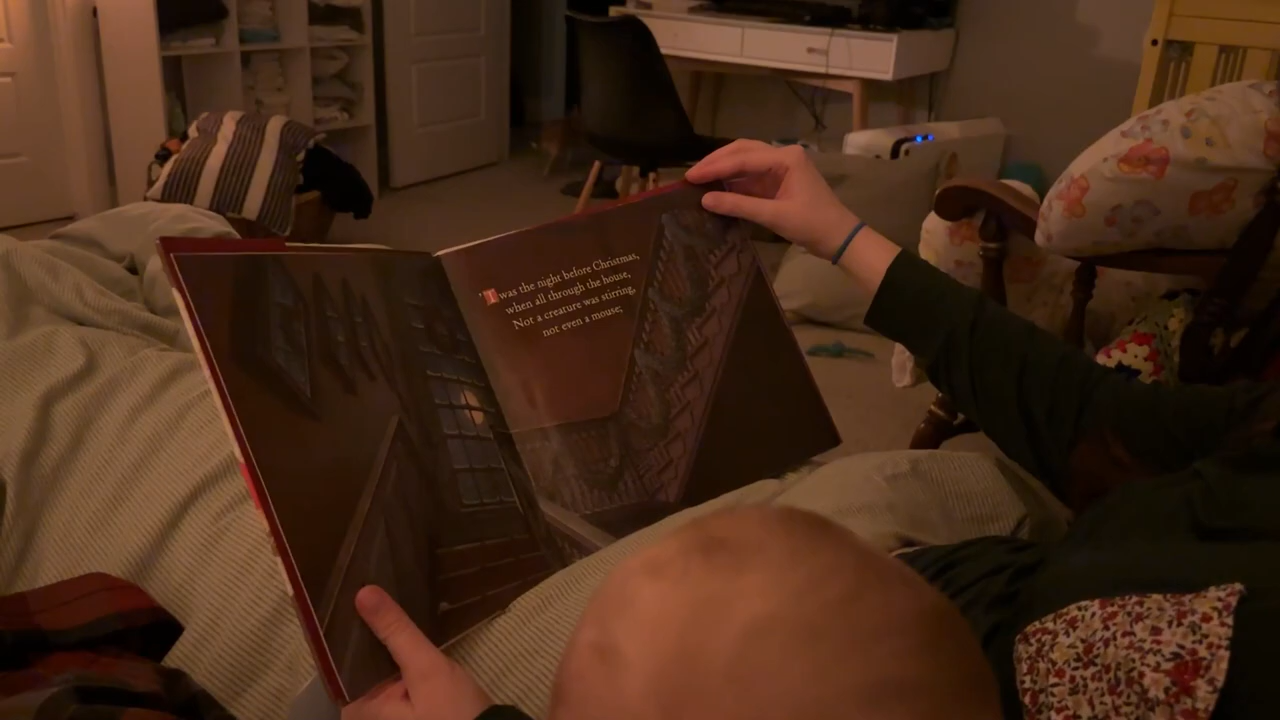 'Twas the night before Christmas,
when all through the house,
Not a creature was stirring,
not even a mouse;